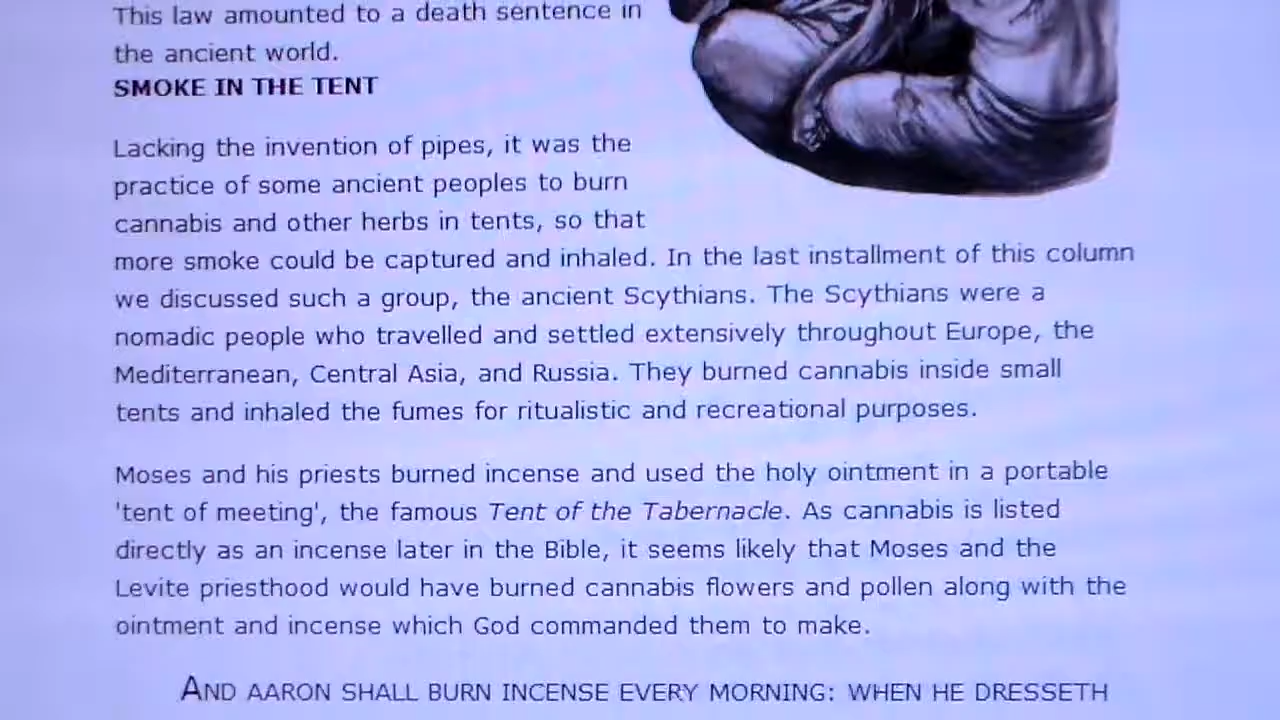 This law amounted to a death sentence in
the ancient world.
SMOKE IN THE TENT
Lacking the invention of pipes, it was the
practice of some ancient peoples to burn
cannabis and other herbs in tents, so that
more smoke could be captured and inhaled. In the last installment of this column
we discussed such a group, the ancient Scythians. The Scythians were a
nomadic people who travelled and settled extensively throughout Europe, the
Mediterranean, Central Asia, and Russia. They burned cannabis inside small
tents and inhaled the fumes for ritualistic and recreational purposes.
Moses and his priests burned incense and used the holy ointment in a portable
'tent of meeting', the famous Tent of the Tabernacle. As cannabis is listed
directly as an incense later in the Bible, it seems likely that Moses and the
Levite priesthood would have burned cannabis flowers and pollen along with the
ointment and incense which God commanded them to make.
AND AARON SHALL BURN INCENSE EVERY MORNING: WHEN HE DRESSETH